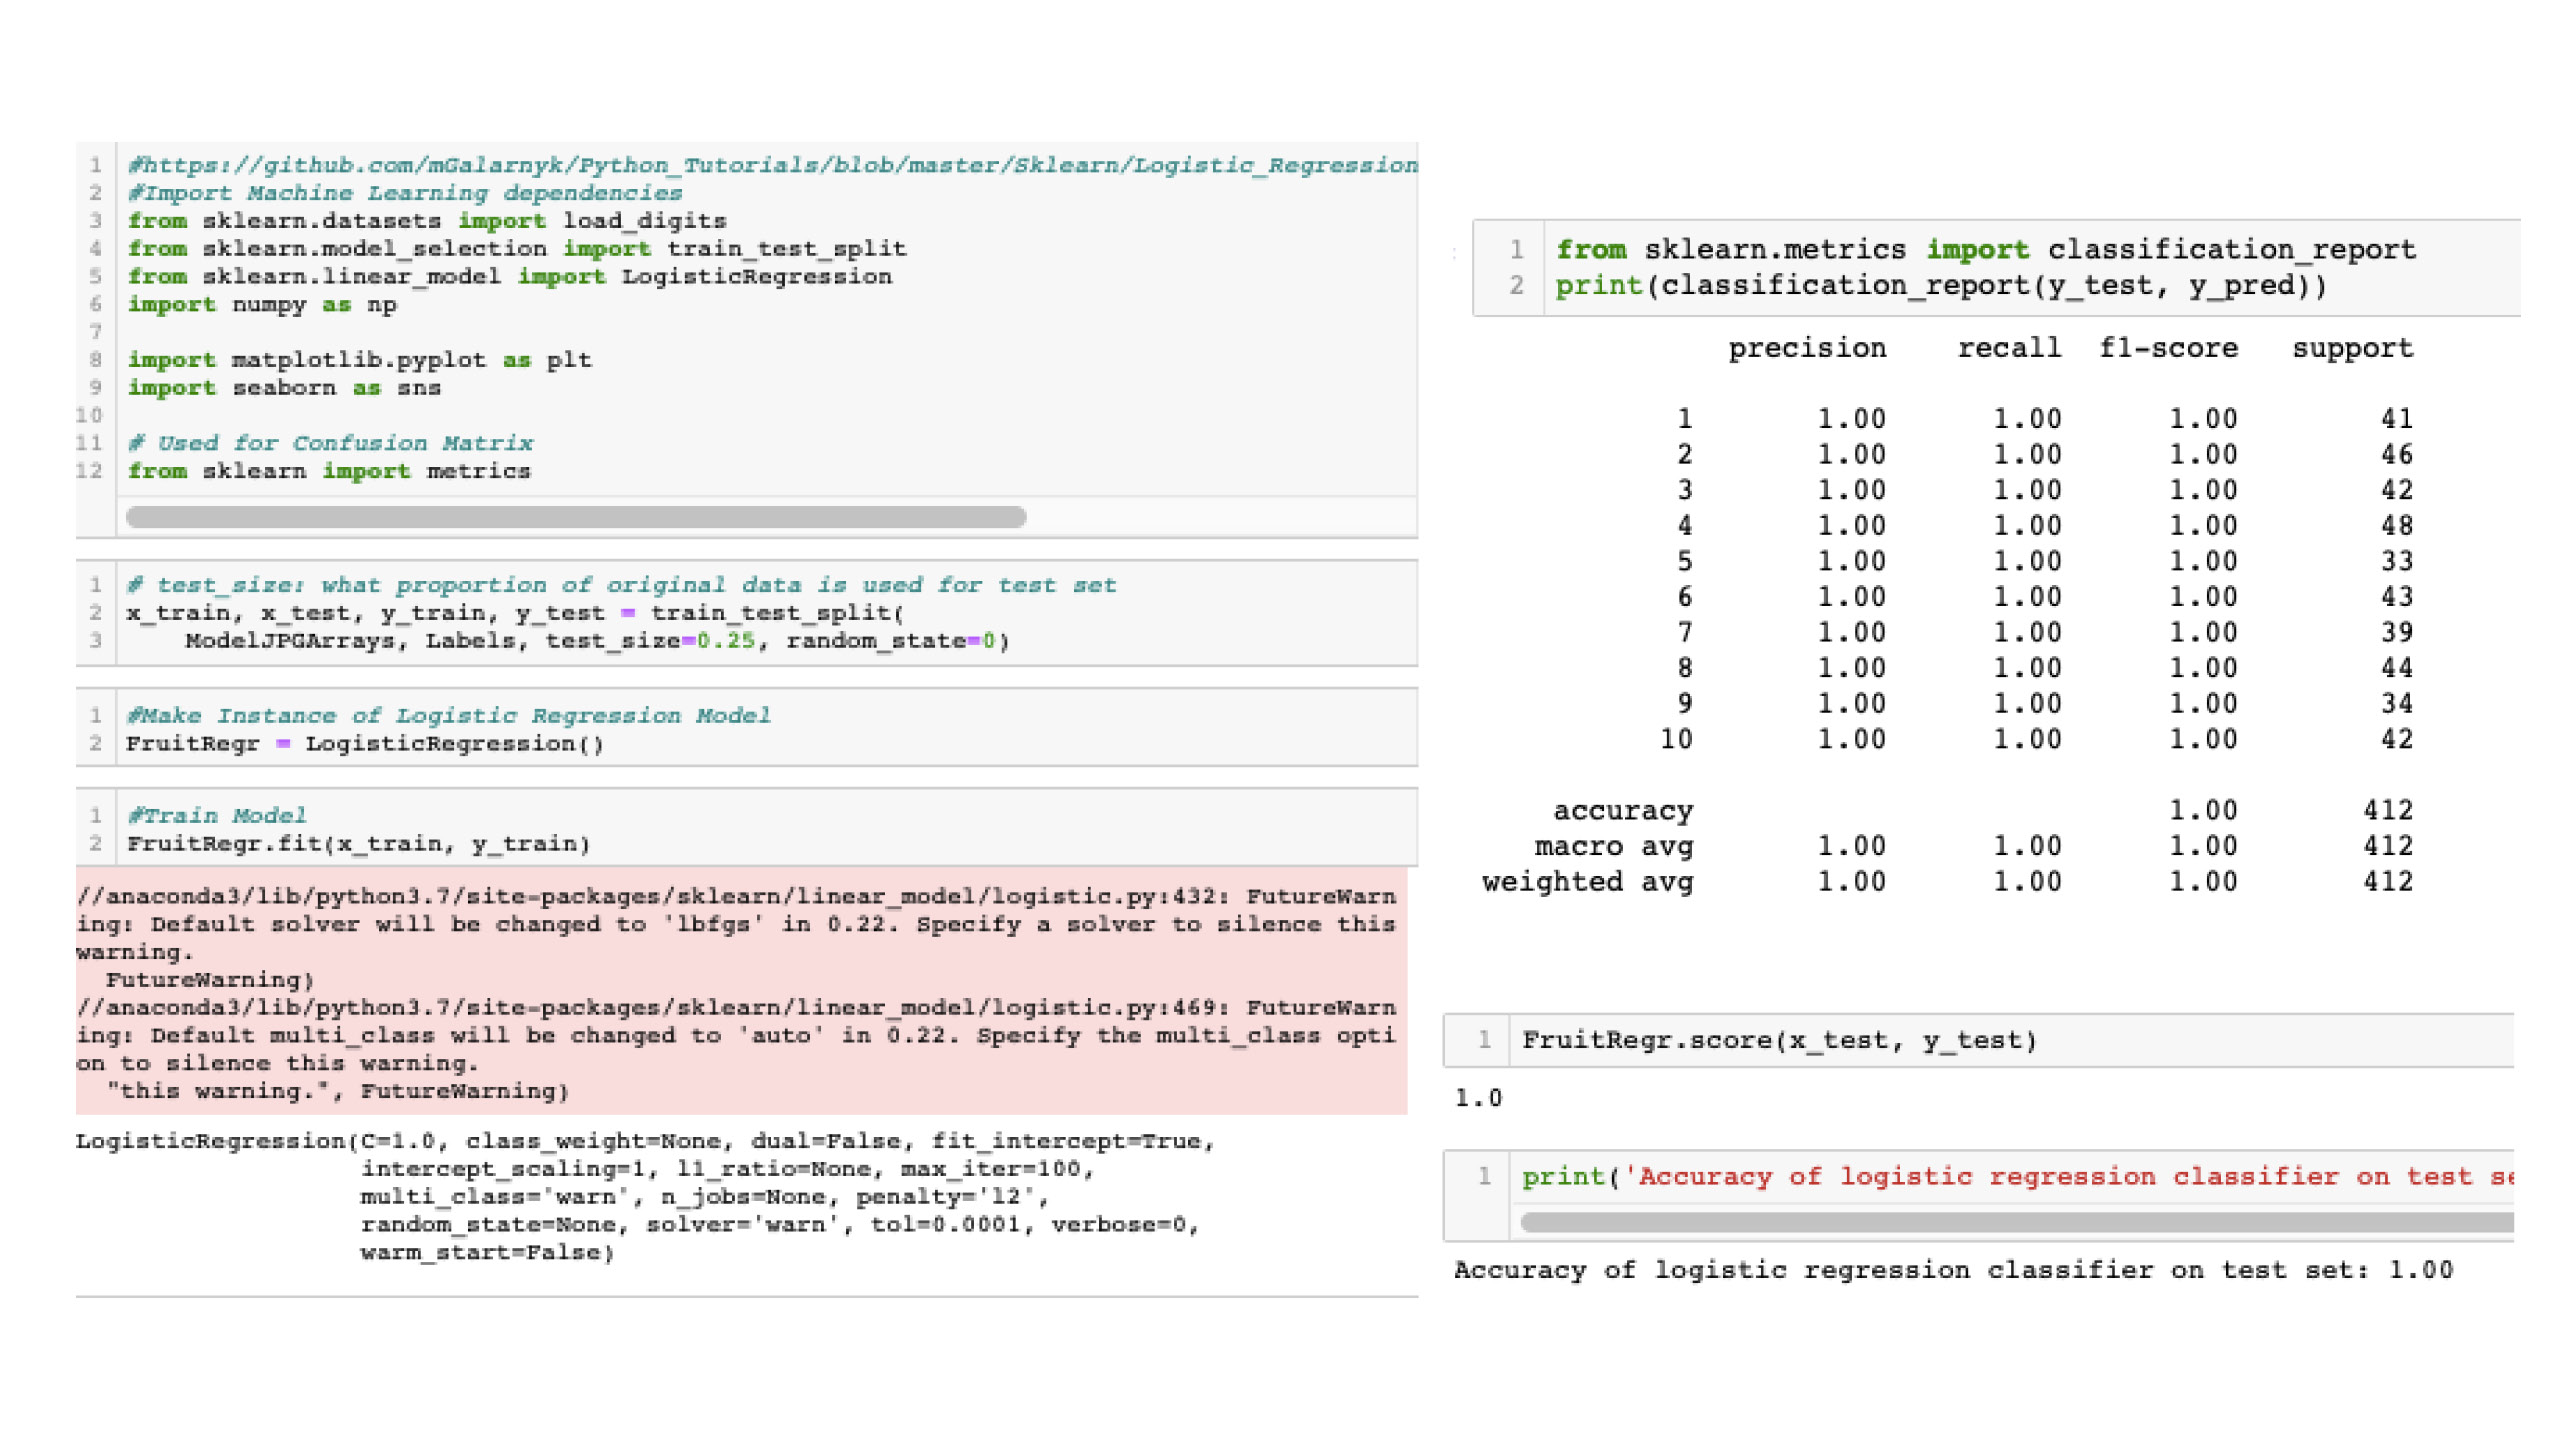 1 #https://github.com/mGalarnyk/Python_Tutorials/blob/master/Sklearn/Logistic_Regression
2 #Import Machine Learning dependencies
3 from sklearn.datasets import load_digits
4 from sklearn.model_selection import train_test_split
5 from sklearn.linear_model import LogisticRegression
6 import numpy as np
7
8 import matplotlib.pyplot as plt
9 import seaborn as sns
10
11 # Used for Confusion Matrix
12 from sklearn import metrics
1 # test_size: what proportion of original data is used for test set
2 x_train, x_test, y_train, y_test = train_test_split(
3 ModelJPGArrays, Labels, test_size=0.25, random_state=0)
1 #Make Instance of Logistic Regression Model
2 FruitRegr = LogisticRegression()
1 #Train Model
2 FruitRegr.fit(x_train, y_train)
//anaconda3/lib/python3.7/site-packages/sklearn/linear_model/logistic.py:432: FutureWarn
ing: Default solver will be changed to 'lbfgs' in 0.22. Specify a solver to silence this
warning.
FutureWarning)
//anaconda3/lib/python3.7/site-packages/sklearn/linear_model/logistic.py:469: FutureWarn
ing: Default multi_class will be changed to 'auto' in 0.22. Specify the multi_class opti
on to silence this warning.
"this warning.", FutureWarning)
LogisticRegression(C=1.0, class_weight=None, dual=False, fit_intercept=True,
intercept_scaling=1, l1_ratio=None, max_iter=100,
multi_class='warn', n_jobs=None, penalty='l2',
random_state=None, solver='warn', tol=0.0001, verbose=0,
warm_start=False)
1 from sklearn.metrics import classification_report
2 print(classification_report(y_test, y_pred))
precision recall f1-score support
1 1.00 1.00 1.00 41
2 1.00 1.00 1.00 46
3 1.00 1.00 1.00 42
4 1.00 1.00 1.00 48
5 1.00 1.00 1.00 33
6 1.00 1.00 1.00 43
7 1.00 1.00 1.00 39
8 1.00 1.00 1.00 44
9 1.00 1.00 1.00 34
10 1.00 1.00 1.00 42
accuracy 1.00 412
macro avg 1.00 1.00 1.00 412
weighted avg 1.00 1.00 1.00 412
1 FruitRegr.score(x_test, y_test)
1.0
1 print('Accuracy of logistic regression classifier on test se
Accuracy of logistic regression classifier on test set: 1.00